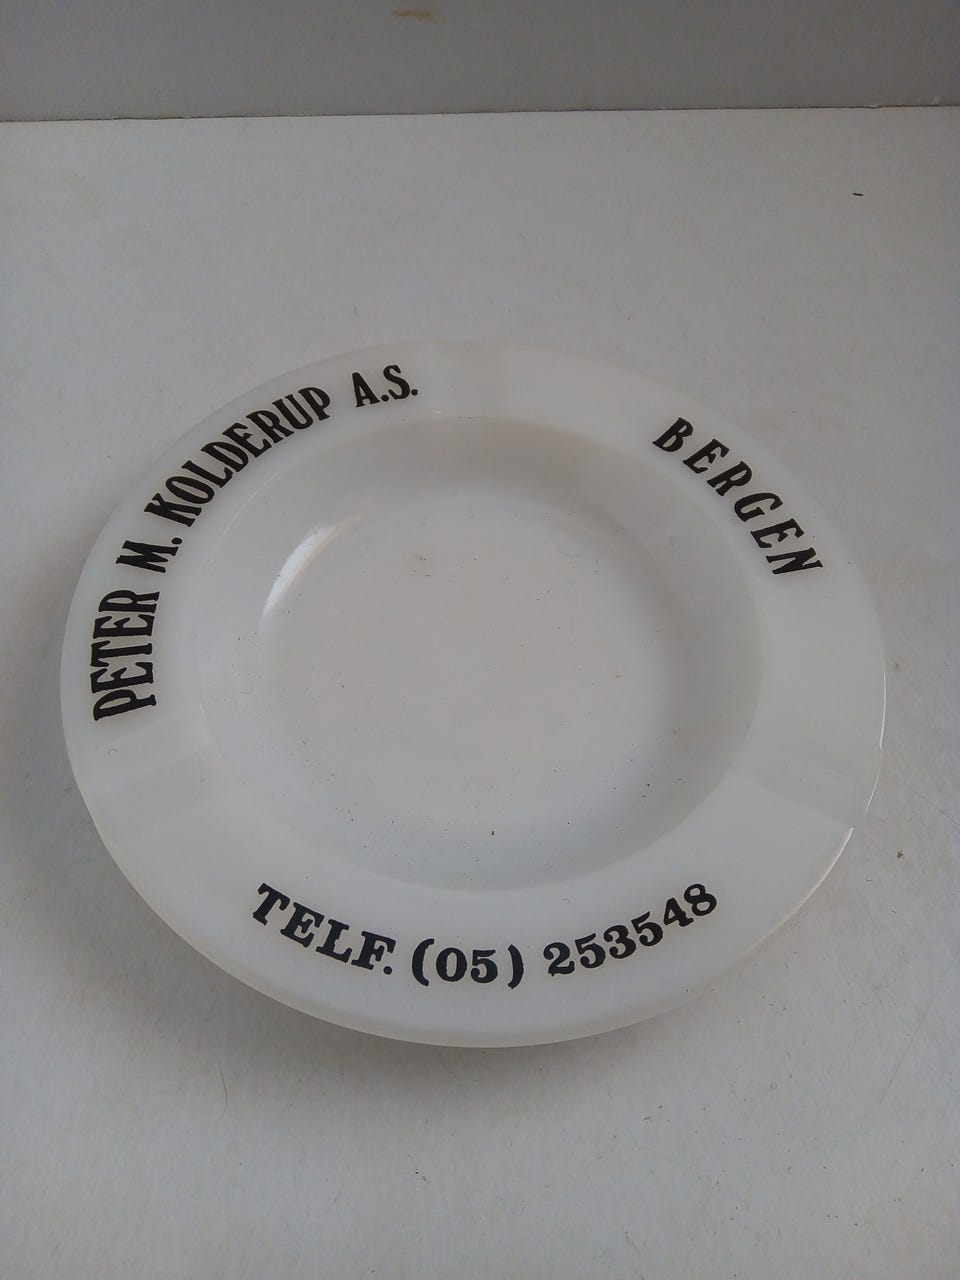 PETER M. KOLDERUP A.S.
BERGEN
TELF. (05) 253548